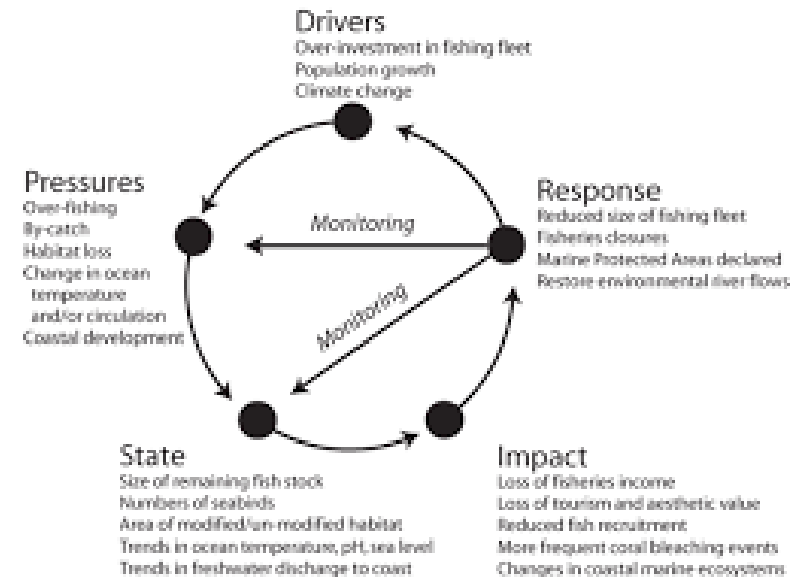 Drivers
Over-investment in fishing fleet
Population growth
Climate change
Pressures
Over-fishing
By-catch
Habitat loss
Change in ocean
temperature
and/or circulation
Coastal development
Monitoring
Monitoring
Response
Reduced size of fishing fleet
Fisheries closures
Marine Protected Areas declared
Restore environmental river flows
State
Size of remaining fish stock
Numbers of seabirds
Area of modified/un-modified habitat
Trends in ocean temperature, pH, sea level
Trends in freshwater discharge to coast
Impact
Loss of fisheries income
Loss of tourism and aesthetic value
Reduced fish recruitment
More frequent coral bleaching events
Changes in coastal marine ecosystems